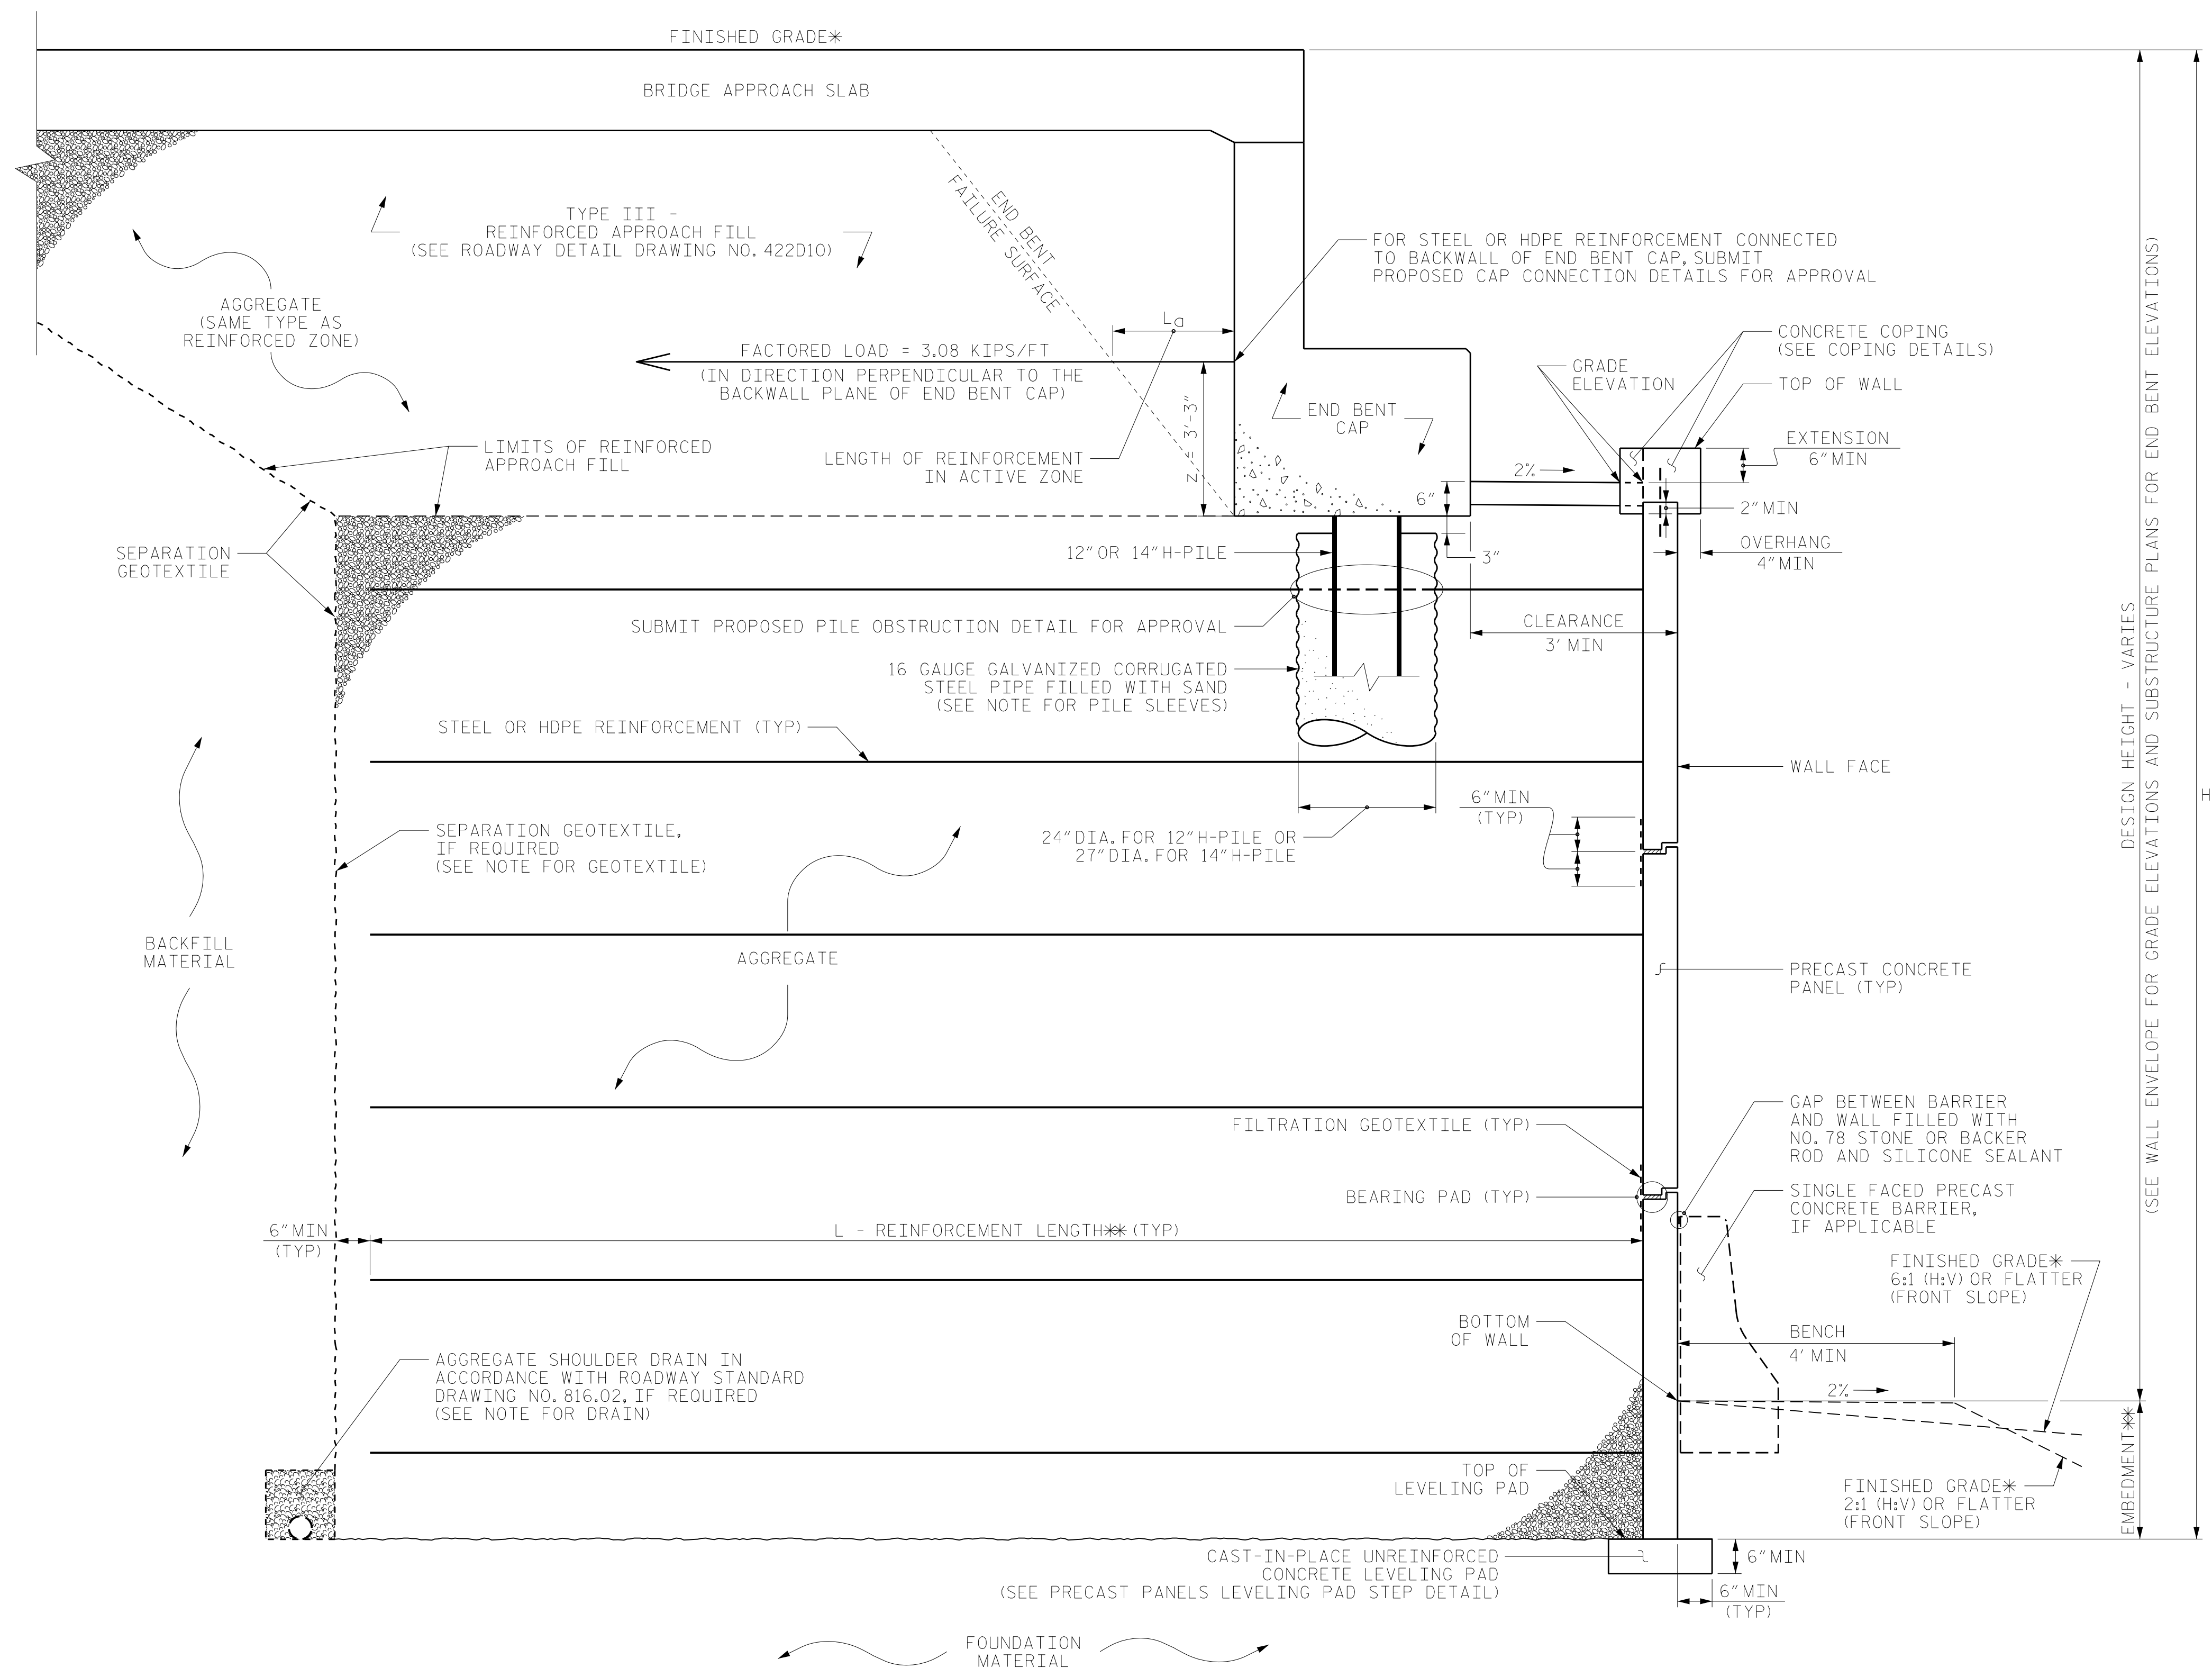 FINISHED GRADE*
BRIDGE APPROACH SLAB
TYPE III -
REINFORCED APPROACH FILL
(SEE ROADWAY DETAIL DRAWING NO. 422D10)
END BENT
FAILURE SURFACE
FOR STEEL OR HDPE REINFORCEMENT CONNECTED
TO BACKWALL OF END BENT CAP, SUBMIT
PROPOSED CAP CONNECTION DETAILS FOR APPROVAL
AGGREGATE
(SAME TYPE AS
REINFORCED ZONE)
La
FACTORED LOAD = 3.08 KIPS/FT
(IN DIRECTION PERPENDICULAR TO THE
BACKWALL PLANE OF END BENT CAP)
z = 3'-3"
CONCRETE COPING
(SEE COPING DETAILS)
GRADE
ELEVATION
TOP OF WALL
END BENT
CAP
EXTENSION
6" MIN
LIMITS OF REINFORCED
APPROACH FILL
LENGTH OF REINFORCEMENT
IN ACTIVE ZONE
2%
6"
2" MIN
SEPARATION
GEOTEXTILE
12" OR 14" H-PILE
3"
OVERHANG
4" MIN
SUBMIT PROPOSED PILE OBSTRUCTION DETAIL FOR APPROVAL
CLEARANCE
3' MIN
16 GAUGE GALVANIZED CORRUGATED
STEEL PIPE FILLED WITH SAND
(SEE NOTE FOR PILE SLEEVES)
STEEL OR HDPE REINFORCEMENT (TYP)
WALL FACE
6" MIN
(TYP)
24" DIA. FOR 12" H-PILE OR
27" DIA. FOR 14" H-PILE
SEPARATION GEOTEXTILE,
IF REQUIRED
(SEE NOTE FOR GEOTEXTILE)
BACKFILL
MATERIAL
AGGREGATE
PRECAST CONCRETE
PANEL (TYP)
DESIGN HEIGHT - VARIES
(SEE WALL ENVELOPE FOR GRADE ELEVATIONS AND SUBSTRUCTURE PLANS FOR END BENT ELEVATIONS)
H
FILTRATION GEOTEXTILE (TYP)
GAP BETWEEN BARRIER
AND WALL FILLED WITH
NO. 78 STONE OR BACKER
ROD AND SILICONE SEALANT
BEARING PAD (TYP)
SINGLE FACED PRECAST
CONCRETE BARRIER,
IF APPLICABLE
6" MIN
(TYP)
L - REINFORCEMENT LENGTH** (TYP)
FINISHED GRADE*
6:1 (H:V) OR FLATTER
(FRONT SLOPE)
BOTTOM
OF WALL
BENCH
4' MIN
2%
AGGREGATE SHOULDER DRAIN IN
ACCORDANCE WITH ROADWAY STANDARD
DRAWING NO. 816.02, IF REQUIRED
(SEE NOTE FOR DRAIN)
TOP OF
LEVELING PAD
FINISHED GRADE*
2:1 (H:V) OR FLATTER
(FRONT SLOPE)
EMBEDMENT**
CAST-IN-PLACE UNREINFORCED
CONCRETE LEVELING PAD
(SEE PRECAST PANELS LEVELING PAD STEP DETAIL)
6" MIN
6" MIN
(TYP)
FOUNDATION
MATERIAL